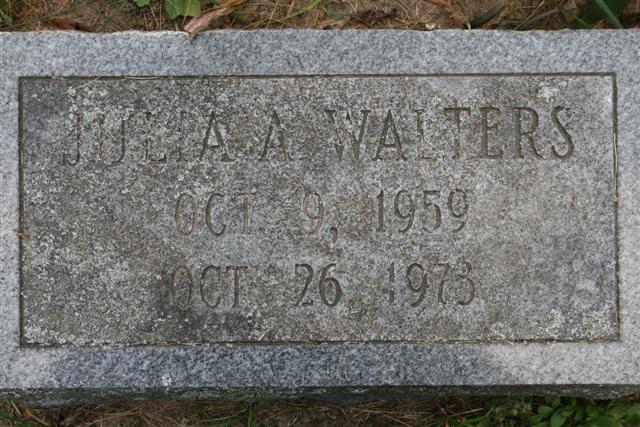 JULIA A. WALTERS
OCT. 9, 1959
OCT. 26, 1973